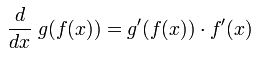 d/dx g(f(x)) = g′(f(x)) · f′(x)